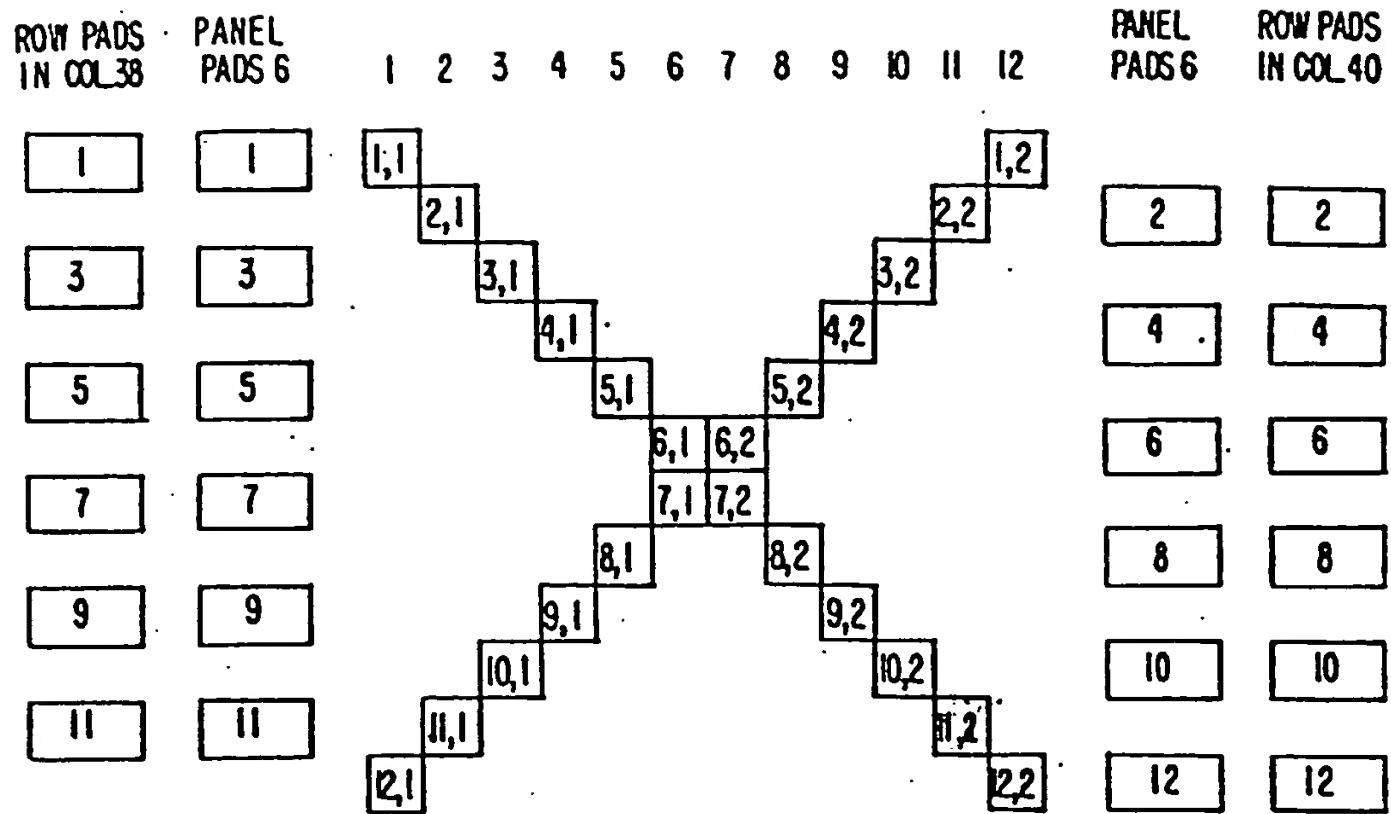 ROW PADS PANEL PANEL ROW PADS
IN COL 38 PADS 6 1 2 3 4 5 6 7 8 9 10 11 12 PADS 6 IN COL 40
1 1 1,1 1,2
2,1 2,2 2 2
3 3 3,1 3,2
4,1 4,2 4 4
5 5 5,1 5,2
6,1 6,2 6 6
7 7 7,1 7,2
8,1 8,2 8 8
9 9 9,1 9,2
10,1 10,2 10 10
11 11 11,1 11,2
12,1 12,2 12 12